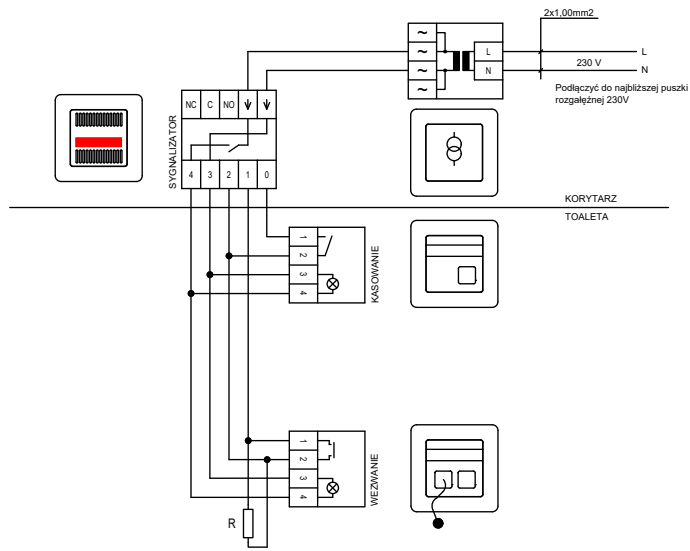 2x1,00mm2
~
~
~
~
L
N
L
230 V
N
Podłączyć do najbliższej puszki
rozgałęźnej 230V
NC C NO
SYGNALIZATOR
4 3 2 1 0
KORYTARZ
TOALETA
1
2
3
4
KASOWANIE
1
2
3
4
WEZWANIE
R